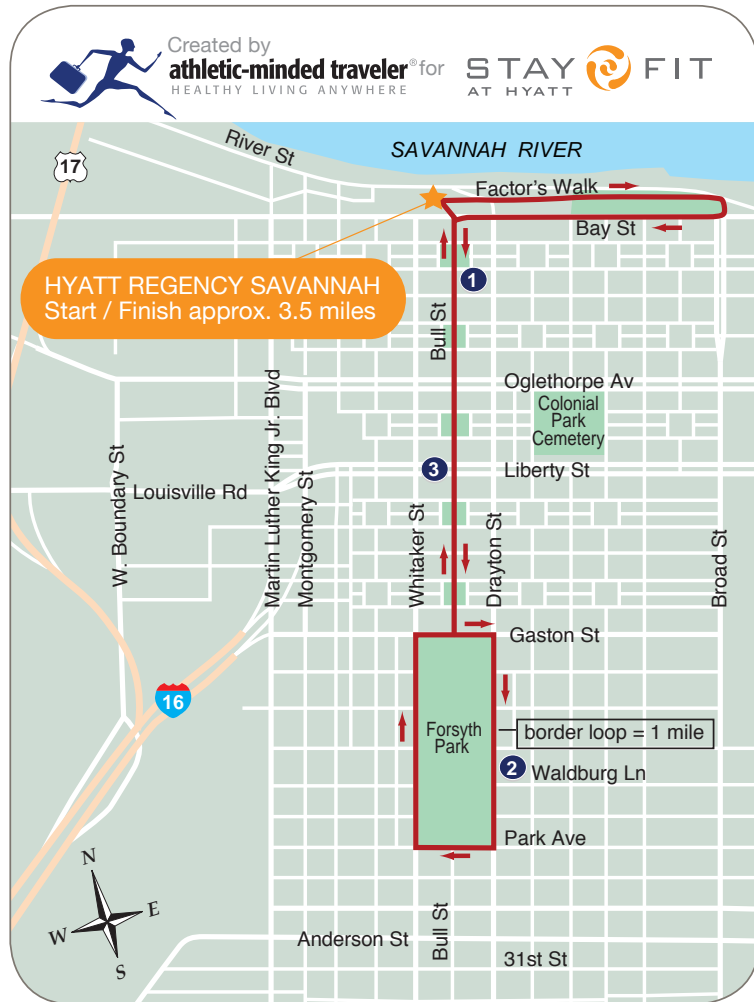 Created by
athletic-minded traveler® for
HEALTHY LIVING ANYWHERE
STAY FIT
AT HYATT
River St
SAVANNAH RIVER
17
Factor's Walk
Bay St
HYATT REGENCY SAVANNAH
Start / Finish approx. 3.5 miles
1
Bull St
Oglethorpe Av
Colonial
Park
Cemetery
3
Liberty St
Louisville Rd
W. Boundary St
Martin Luther King Jr. Blvd
Montgomery St
Whitaker St
Drayton St
Broad St
Gaston St
16
Forsyth
Park
border loop = 1 mile
2
Waldburg Ln
Park Ave
N
E
W
S
Bull St
Anderson St
31st St